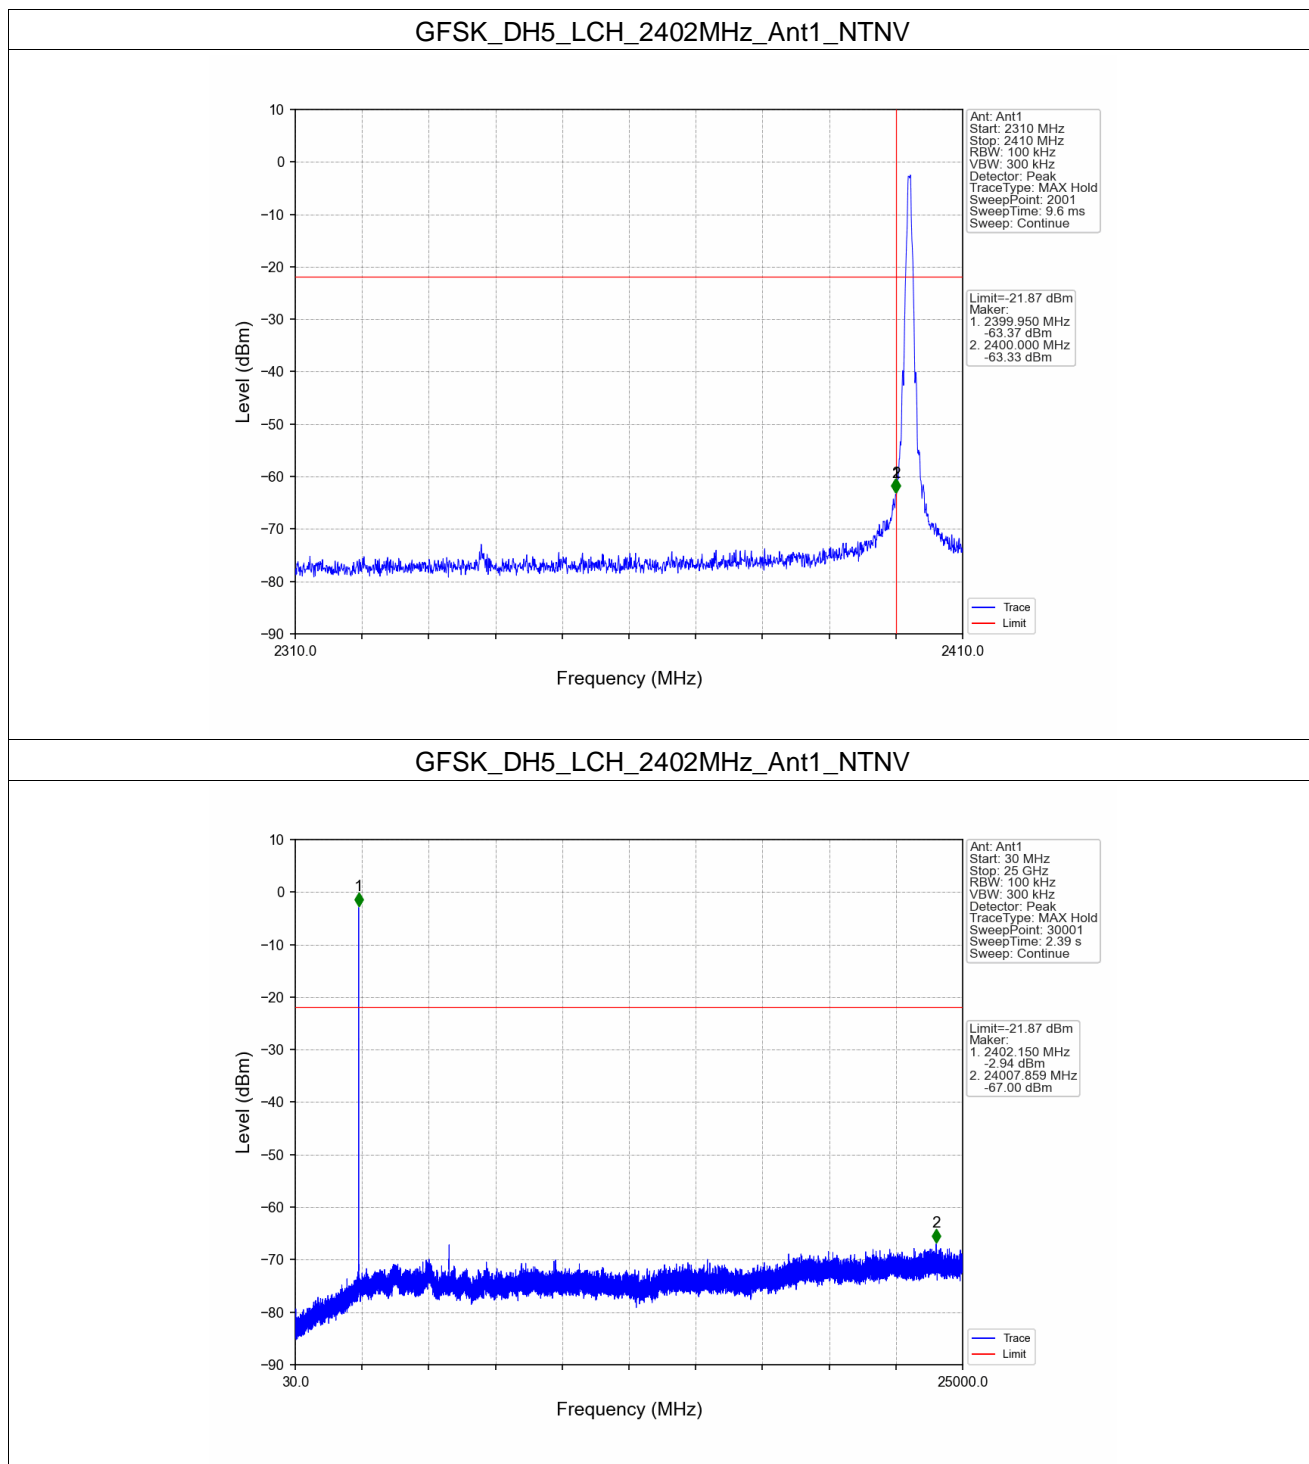 GFSK_DH5_LCH_2402MHz_Ant1_NTNV
10
0
−10
−20
−30
−40
−50
−60
−70
−80
−90
Level (dBm)
2310.0
2410.0
Frequency (MHz)
2
Ant: Ant1
Start: 2310 MHz
Stop: 2410 MHz
RBW: 100 kHz
VBW: 300 kHz
Detector: Peak
TraceType: MAX Hold
SweepPoint: 2001
SweepTime: 9.6 ms
Sweep: Continue
Limit=-21.87 dBm
Maker:
1. 2399.950 MHz
-63.37 dBm
2. 2400.000 MHz
-63.33 dBm
Trace
Limit
GFSK_DH5_LCH_2402MHz_Ant1_NTNV
10
0
−10
−20
−30
−40
−50
−60
−70
−80
−90
Level (dBm)
30.0
25000.0
Frequency (MHz)
1
2
Ant: Ant1
Start: 30 MHz
Stop: 25 GHz
RBW: 100 kHz
VBW: 300 kHz
Detector: Peak
TraceType: MAX Hold
SweepPoint: 30001
SweepTime: 2.39 s
Sweep: Continue
Limit=-21.87 dBm
Maker:
1. 2402.150 MHz
-2.94 dBm
2. 24007.859 MHz
-67.00 dBm
Trace
Limit